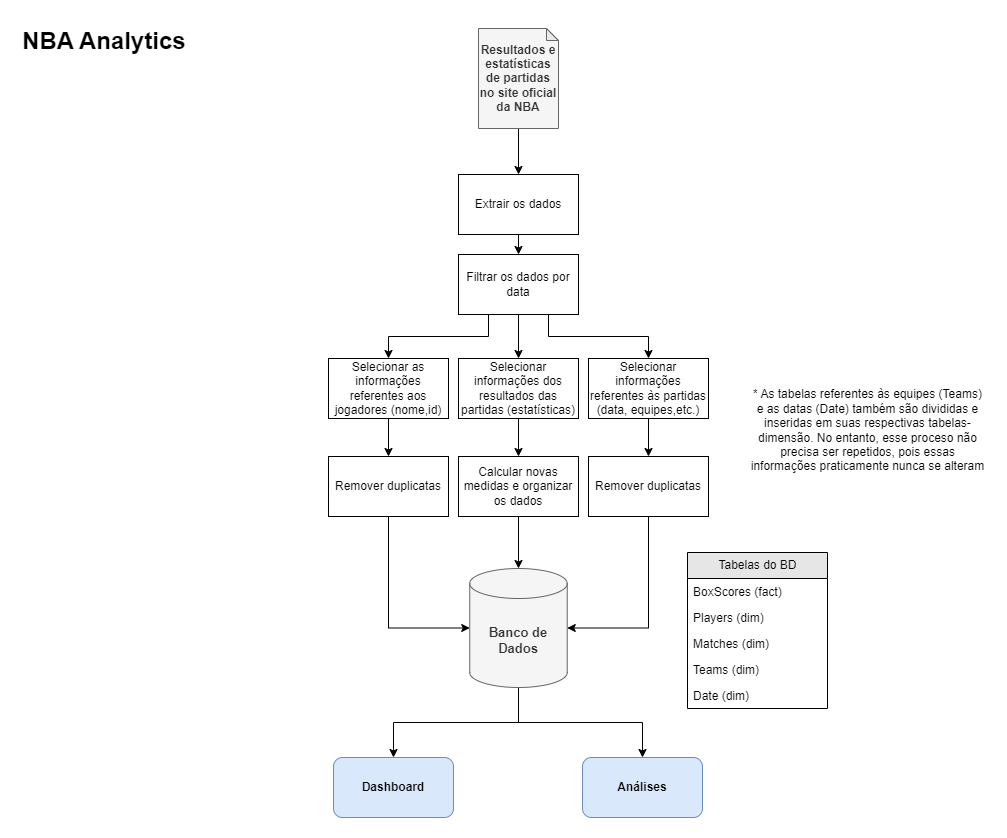 NBA Analytics
Resultados e
estatísticas
de partidas
no site oficial
da NBA
Extrair os dados
Filtrar os dados por
data
Selecionar as
informações
referentes aos
jogadores (nome,id)
Selecionar
informações dos
resultados das
partidas (estatísticas)
Selecionar
informações
referentes às partidas
(data, equipes,etc.)
* As tabelas referentes às equipes (Teams)
e as datas (Date) também são divididas e
inseridas em suas respectivas tabelas-
dimensão. No entanto, esse proceso não
precisa ser repetidos, pois essas
informações praticamente nunca se alteram
Remover duplicatas
Calcular novas
medidas e organizar
os dados
Remover duplicatas
Banco de
Dados
Tabelas do BD
BoxScores (fact)
Players (dim)
Matches (dim)
Teams (dim)
Date (dim)
Dashboard
Análises